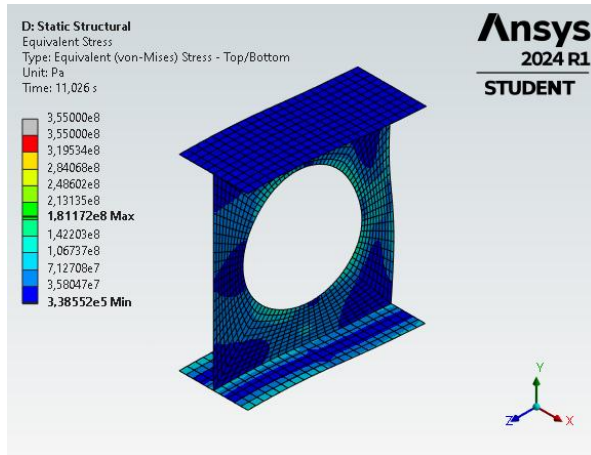 D: Static Structural
Equivalent Stress
Type: Equivalent (von-Mises) Stress - Top/Bottom
Unit: Pa
Time: 11,026 s
3,55000e8
3,55000e8
3,19534e8
2,84068e8
2,48602e8
2,13135e8
1,81172e8 Max
1,42203e8
1,06737e8
7,12708e7
3,58047e7
3,38552e5 Min
Ansys
2024 R1
STUDENT
Y
Z
X